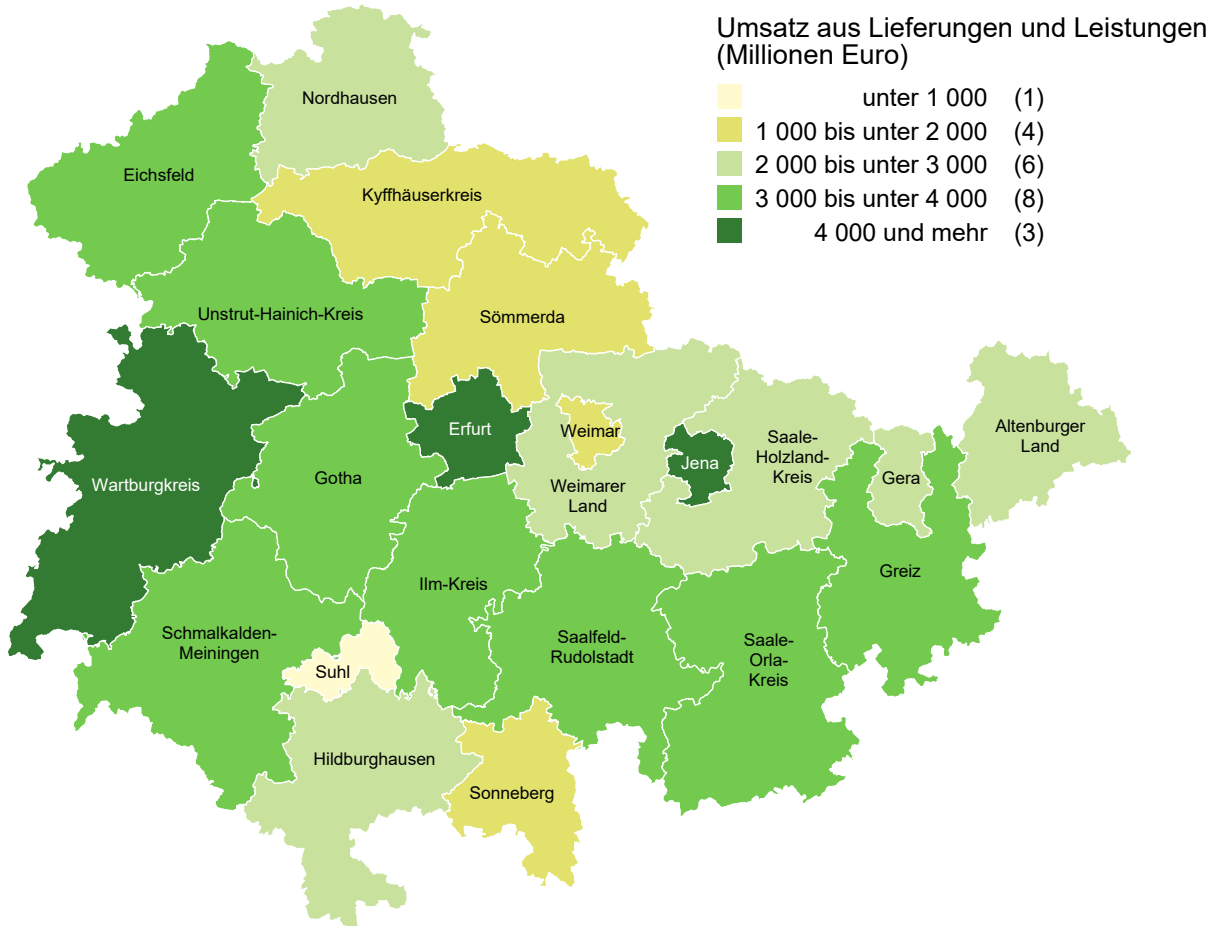 Umsatz aus Lieferungen und Leistungen
(Millionen Euro)
unter 1 000 (1)
1 000 bis unter 2 000 (4)
2 000 bis unter 3 000 (6)
3 000 bis unter 4 000 (8)
4 000 und mehr (3)
Nordhausen
Eichsfeld
Kyffhäuserkreis
Unstrut-Hainich-Kreis
Sömmerda
Wartburgkreis
Gotha
Erfurt
Weimar
Weimarer
Land
Jena
Saale-
Holzland-
Kreis
Gera
Altenburger
Land
Greiz
Ilm-Kreis
Schmalkalden-
Meiningen
Suhl
Saalfeld-
Rudolstadt
Saale-
Orla-
Kreis
Hildburghausen
Sonneberg